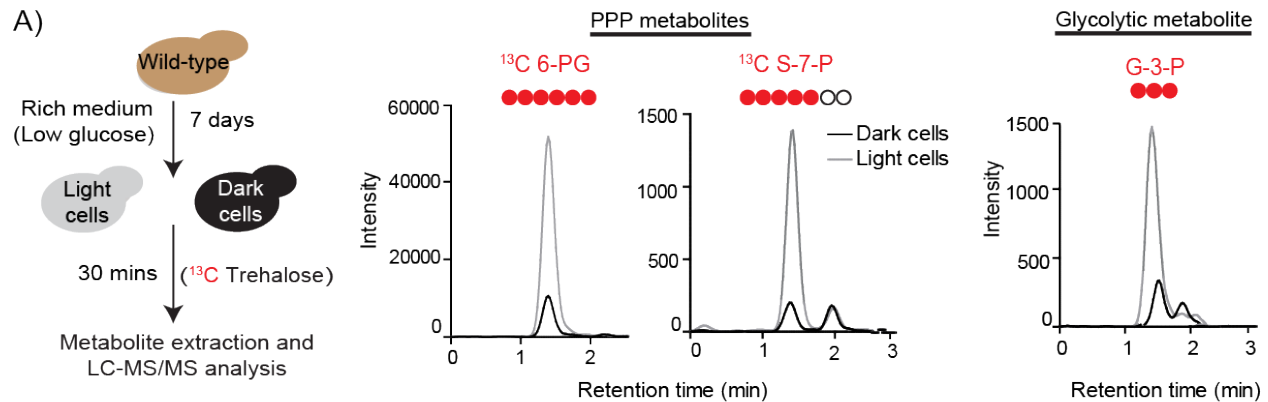 A)
Wild-type
Rich medium
(Low glucose)
7 days
Light
cells
Dark
cells
30 mins
(¹³C Trehalose)
Metabolite extraction and
LC-MS/MS analysis
PPP metabolites
¹³C 6-PG
60000
40000
20000
0
Intensity
0
1
2
¹³C S-7-P
1500
1000
500
0
Dark cells
Light cells
0
1
2
3
Retention time (min)
Glycolytic metabolite
G-3-P
1500
1000
500
0
Intensity
0
1
2
3
Retention time (min)